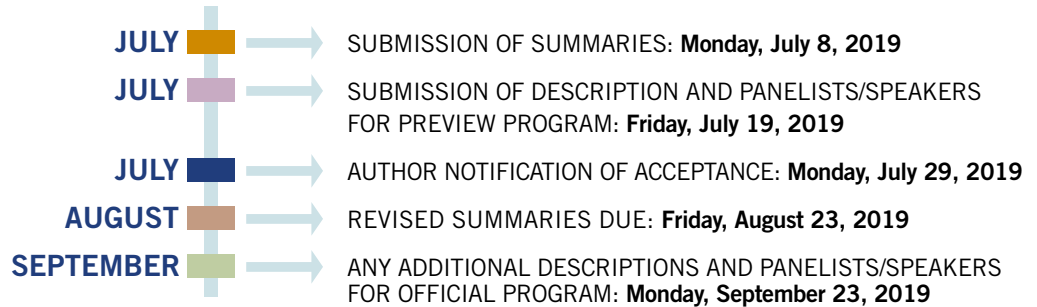 JULY SUBMISSION OF SUMMARIES: Monday, July 8, 2019
JULY SUBMISSION OF DESCRIPTION AND PANELISTS/SPEAKERS
FOR PREVIEW PROGRAM: Friday, July 19, 2019
JULY AUTHOR NOTIFICATION OF ACCEPTANCE: Monday, July 29, 2019
AUGUST REVISED SUMMARIES DUE: Friday, August 23, 2019
SEPTEMBER ANY ADDITIONAL DESCRIPTIONS AND PANELISTS/SPEAKERS
FOR OFFICIAL PROGRAM: Monday, September 23, 2019